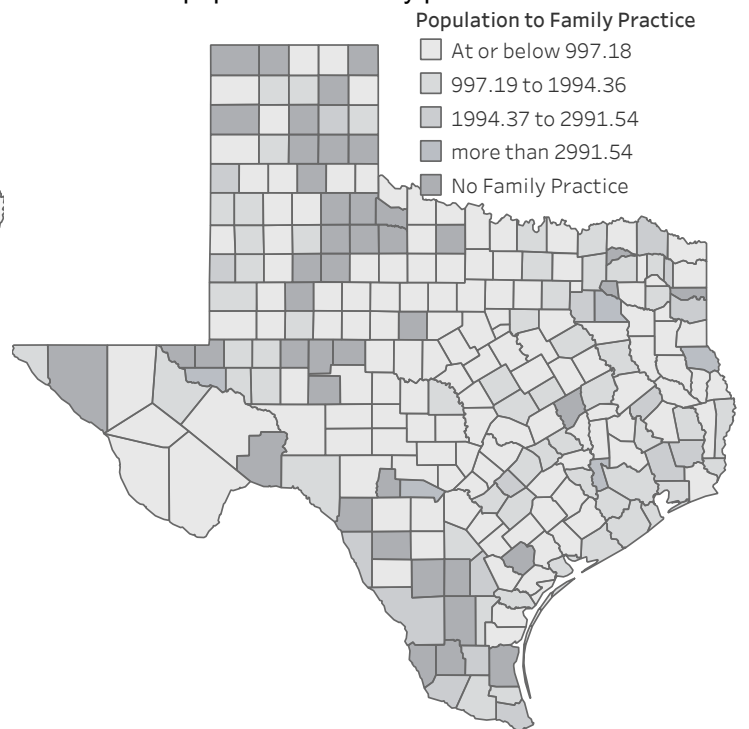 Population to Family Practice
At or below 997.18
997.19 to 1994.36
1994.37 to 2991.54
more than 2991.54
No Family Practice